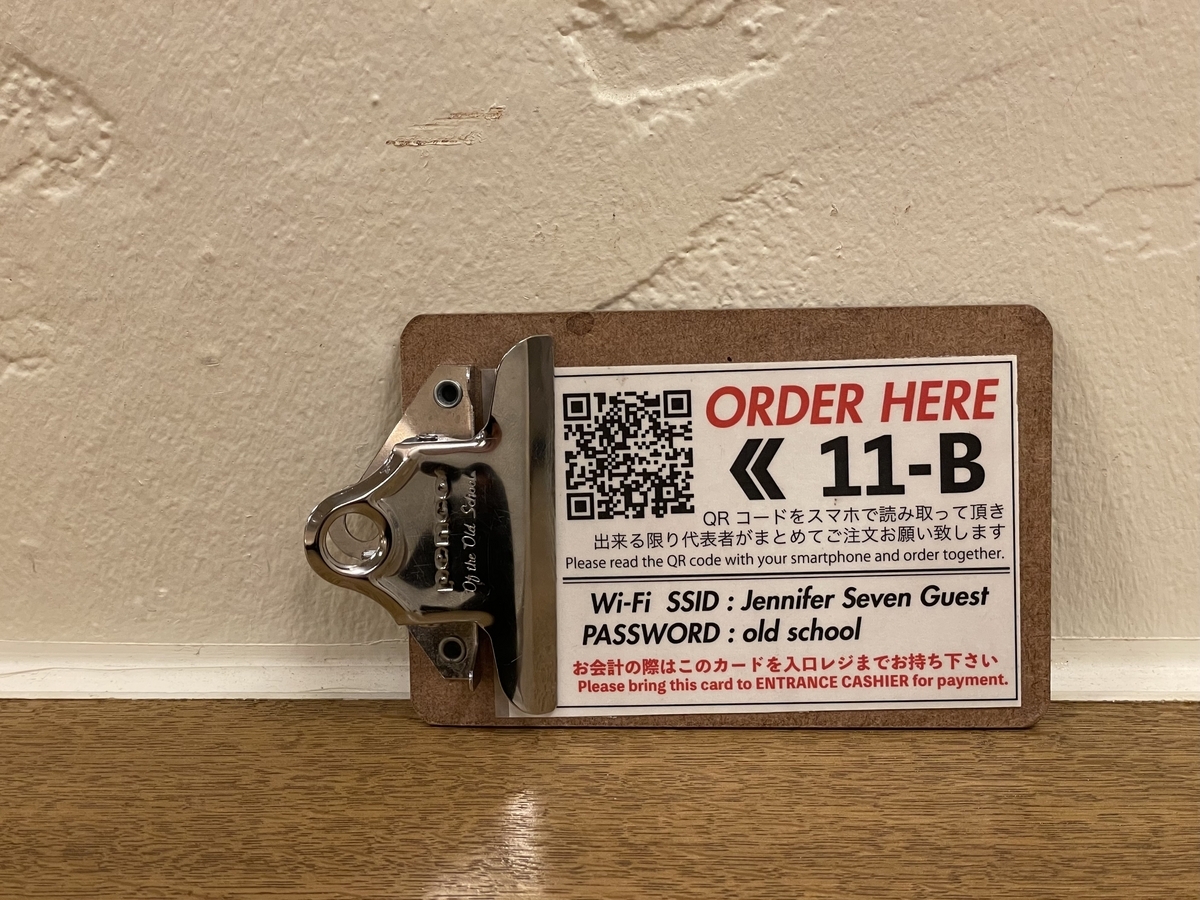 penco
Of the Old School
ORDER HERE
《 11-B
QR コードをスマホで読み取って頂き
出来る限り代表者がまとめてご注文お願い致します
Please read the QR code with your smartphone and order together.
Wi-Fi SSID : Jennifer Seven Guest
PASSWORD : old school
お会計の際はこのカードを入口レジまでお持ち下さい
Please bring this card to ENTRANCE CASHIER for payment.